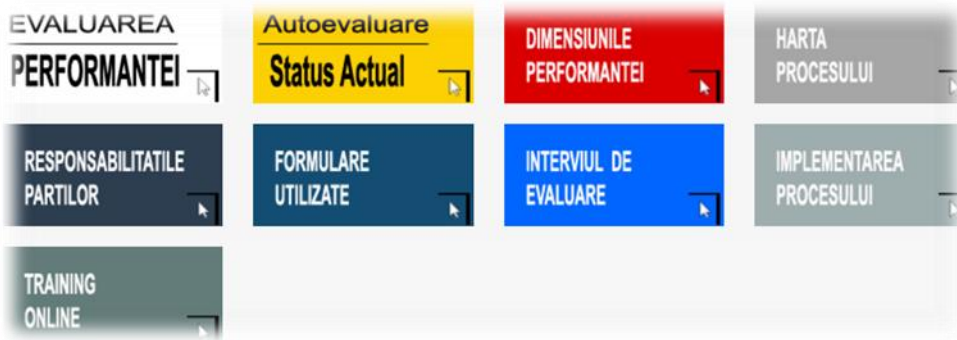 EVALUAREA
PERFORMANTEI
Autoevaluare
Status Actual
DIMENSIUNILE
PERFORMANTEI
HARTA
PROCESULUI
RESPONSABILITATILE
PARTILOR
FORMULARE
UTILIZATE
INTERVIUL DE
EVALUARE
IMPLEMENTAREA
PROCESULUI
TRAINING
ONLINE